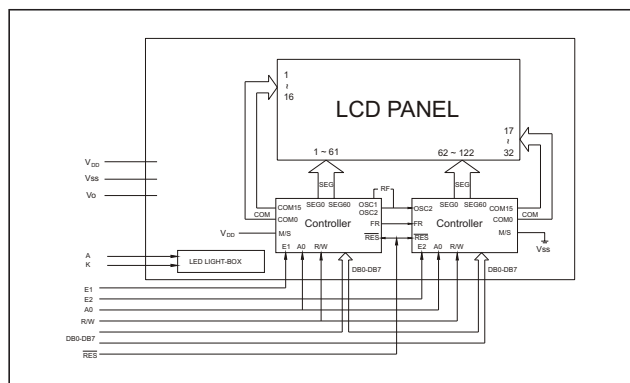 1
~
16
LCD PANEL
17
~
32
1 ~ 61
62 ~ 122
VDD
Vss
Vo
SEG
RF
SEG
SEG0 SEG60 OSC1
OSC2
OSC2
SEG0 SEG60
COM15
COM15
COM
COM0
Controller
FR
FR
Controller
COM0
COM
VDD
M/S
RES
RES
M/S
Vss
E1 A0 R/W
E2 A0 R/W
A
K
LED LIGHT-BOX
DB0-DB7
DB0-DB7
E1
E2
A0
R/W
DB0-DB7
RES